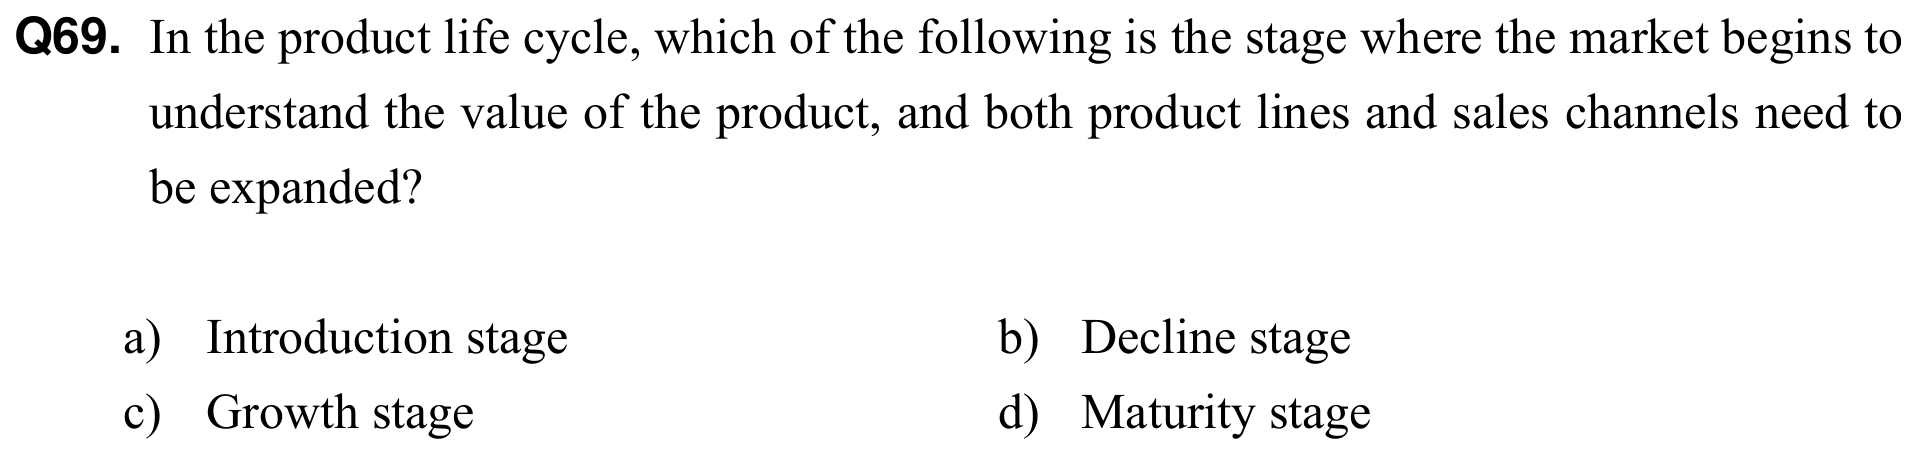 Q69. In the product life cycle, which of the following is the stage where the market begins to
understand the value of the product, and both product lines and sales channels need to
be expanded?
a) Introduction stage b) Decline stage
c) Growth stage d) Maturity stage